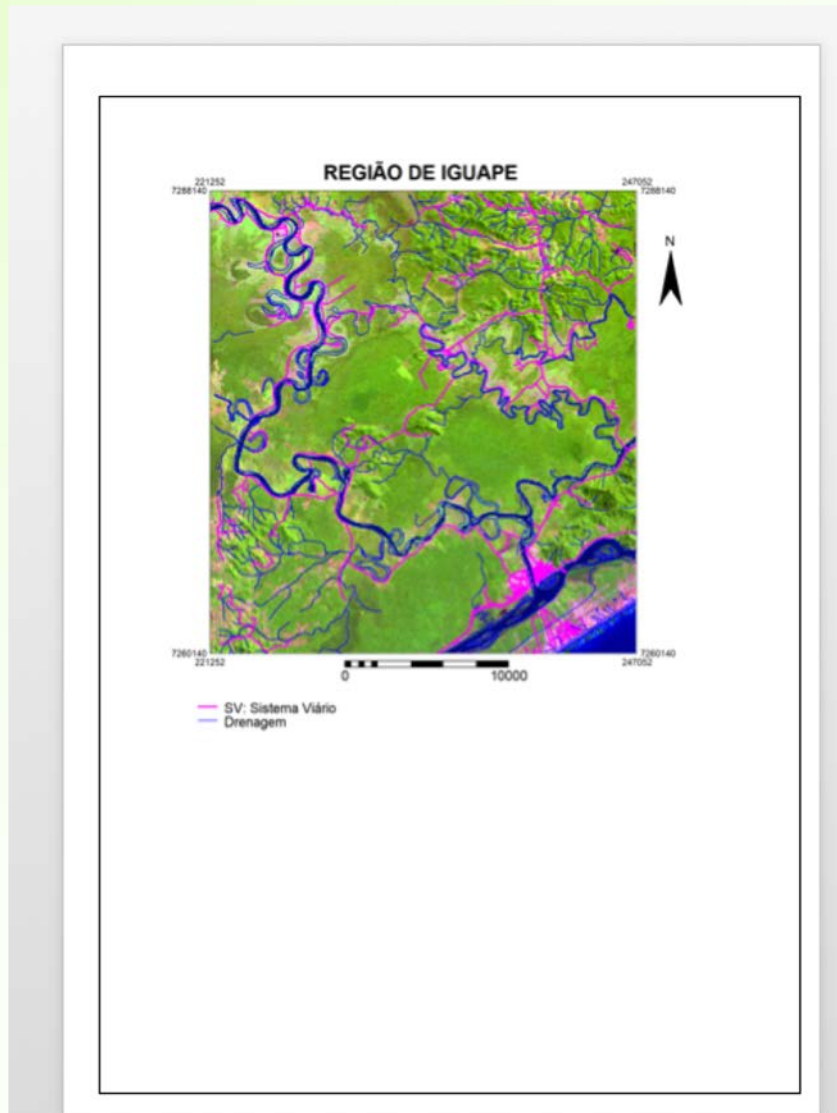 REGIÃO DE IGUAPE
221252 247052
7288140 7288140
N
7260140 7260140
221252 247052
0 10000
SV: Sistema Viário
Drenagem